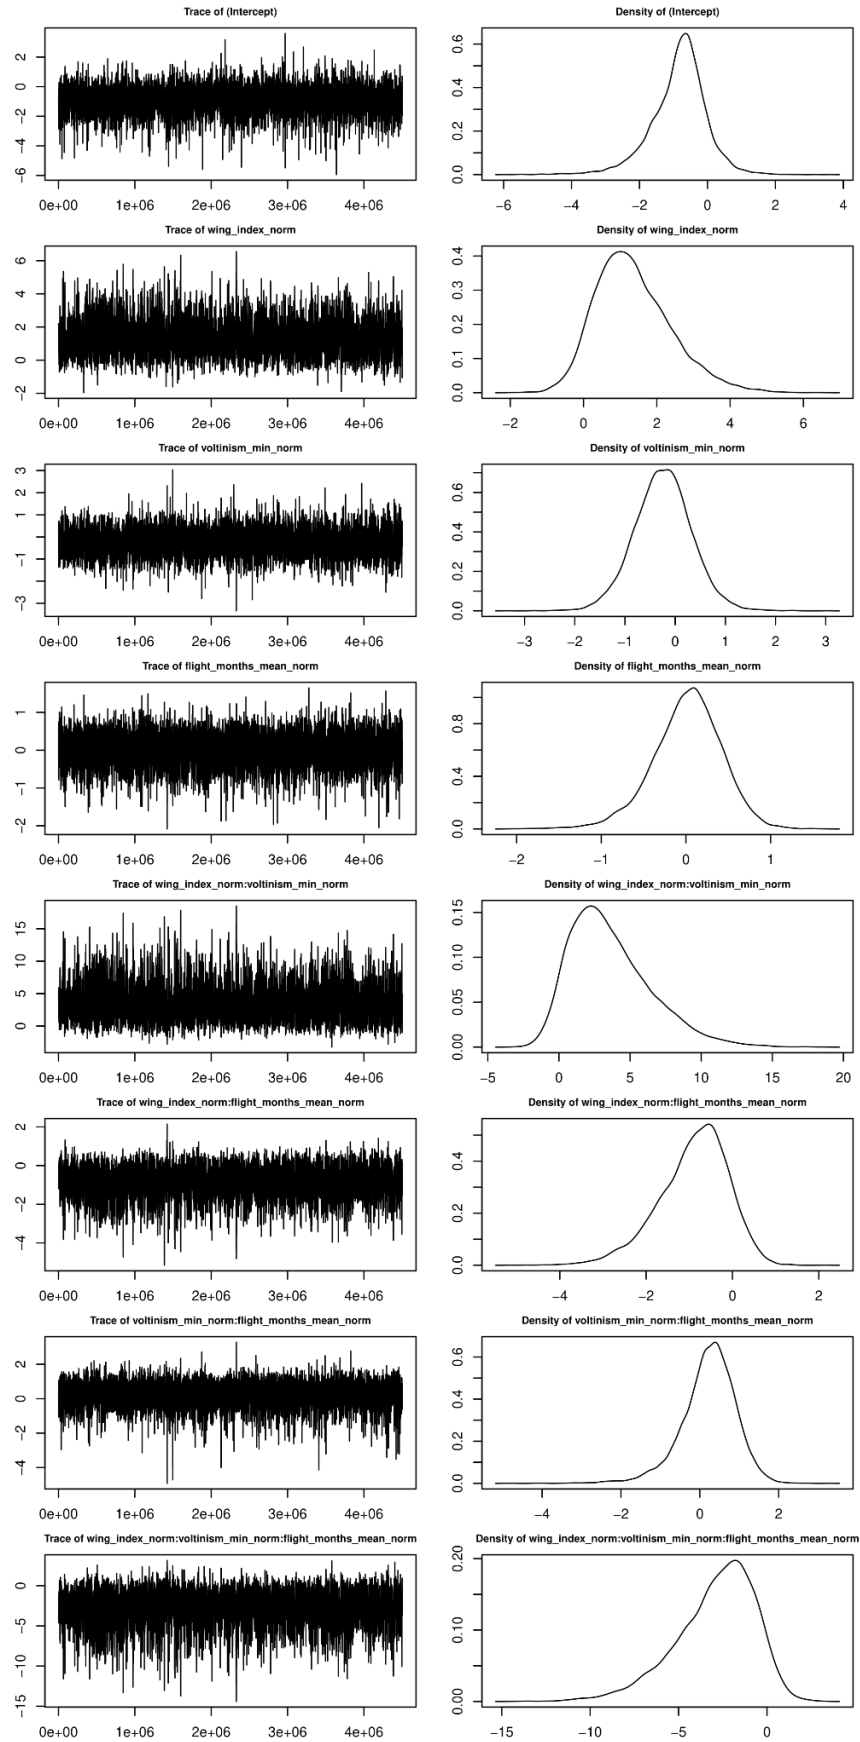 Trace of (Intercept)
−6 −4 −2 0 2
0e+00 1e+06 2e+06 3e+06 4e+06
Density of (Intercept)
0.0 0.2 0.4 0.6
−6 −4 −2 0 2 4
Trace of wing_index_norm
−2 0 2 4 6
0e+00 1e+06 2e+06 3e+06 4e+06
Density of wing_index_norm
0.0 0.1 0.2 0.3 0.4
−2 0 2 4 6
Trace of voltinism_min_norm
−3 −1 1 2 3
0e+00 1e+06 2e+06 3e+06 4e+06
Density of voltinism_min_norm
0.0 0.2 0.4 0.6
−3 −2 −1 0 1 2 3
Trace of flight_months_mean_norm
−2 −1 0 1
0e+00 1e+06 2e+06 3e+06 4e+06
Density of flight_months_mean_norm
0.0 0.4 0.8
−2 −1 0 1
Trace of wing_index_norm:voltinism_min_norm
0 5 10 15
0e+00 1e+06 2e+06 3e+06 4e+06
Density of wing_index_norm:voltinism_min_norm
0.00 0.05 0.10 0.15
−5 0 5 10 15 20
Trace of wing_index_norm:flight_months_mean_norm
−4 −2 0 2
0e+00 1e+06 2e+06 3e+06 4e+06
Density of wing_index_norm:flight_months_mean_norm
0.0 0.2 0.4
−4 −2 0 2
Trace of voltinism_min_norm:flight_months_mean_norm
−4 −2 0 2
0e+00 1e+06 2e+06 3e+06 4e+06
Density of voltinism_min_norm:flight_months_mean_norm
0.0 0.2 0.4 0.6
−4 −2 0 2
Trace of wing_index_norm:voltinism_min_norm:flight_months_mean_norm
−15 −10 −5 0
0e+00 1e+06 2e+06 3e+06 4e+06
Density of wing_index_norm:voltinism_min_norm:flight_months_mean_norm
0.00 0.10 0.20
−15 −10 −5 0